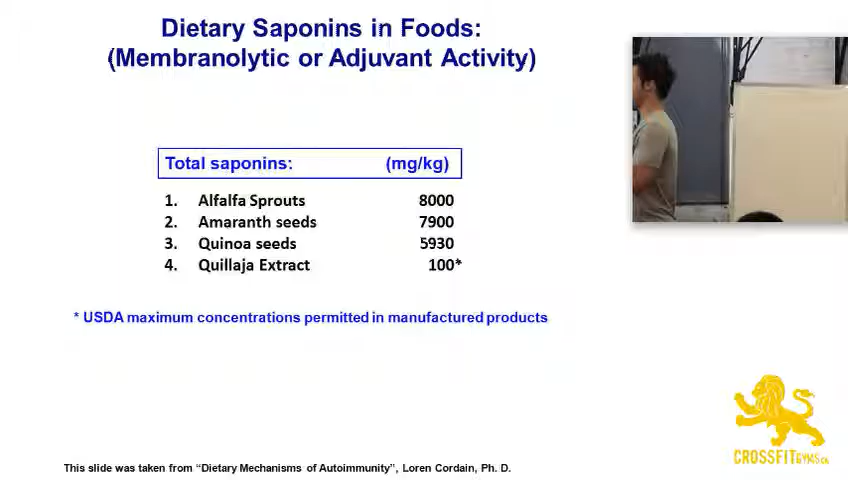 Dietary Saponins in Foods:
(Membranolytic or Adjuvant Activity)
Total saponins: (mg/kg)
1. Alfalfa Sprouts 8000
2. Amaranth seeds 7900
3. Quinoa seeds 5930
4. Quillaja Extract 100*
* USDA maximum concentrations permitted in manufactured products
CROSSFITGYMS.CA
This slide was taken from “Dietary Mechanisms of Autoimmunity”, Loren Cordain, Ph. D.